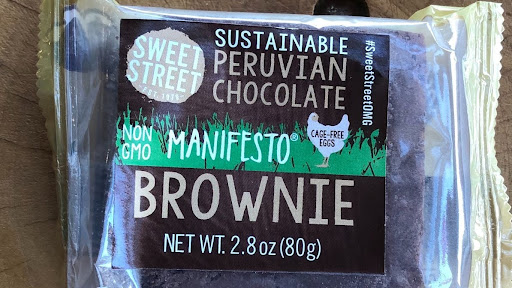 SWEET
STREET
EST. 1979
SUSTAINABLE
PERUVIAN
CHOCOLATE
#SweetStreetOMG
NON
GMO
MANIFESTO®
CAGE-FREE
EGGS
BROWNIE
NET WT. 2.8 oz (80g)